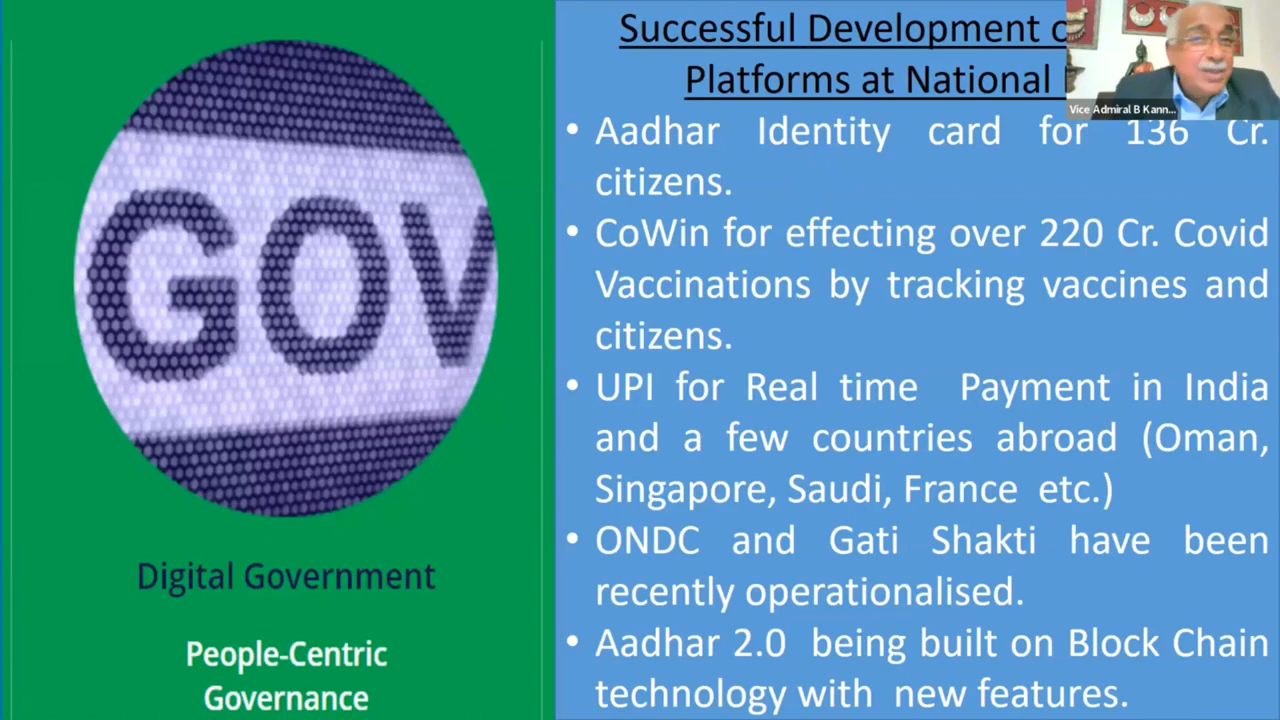 GOV
Digital Government
People-Centric
Governance
Successful Development
Platforms at National
Vice Admiral B Kann...
• Aadhar Identity card for 136 Cr.
citizens.
• CoWin for effecting over 220 Cr. Covid
Vaccinations by tracking vaccines and
citizens.
• UPI for Real time Payment in India
and a few countries abroad (Oman,
Singapore, Saudi, France etc.)
• ONDC and Gati Shakti have been
recently operationalised.
• Aadhar 2.0 being built on Block Chain
technology with new features.